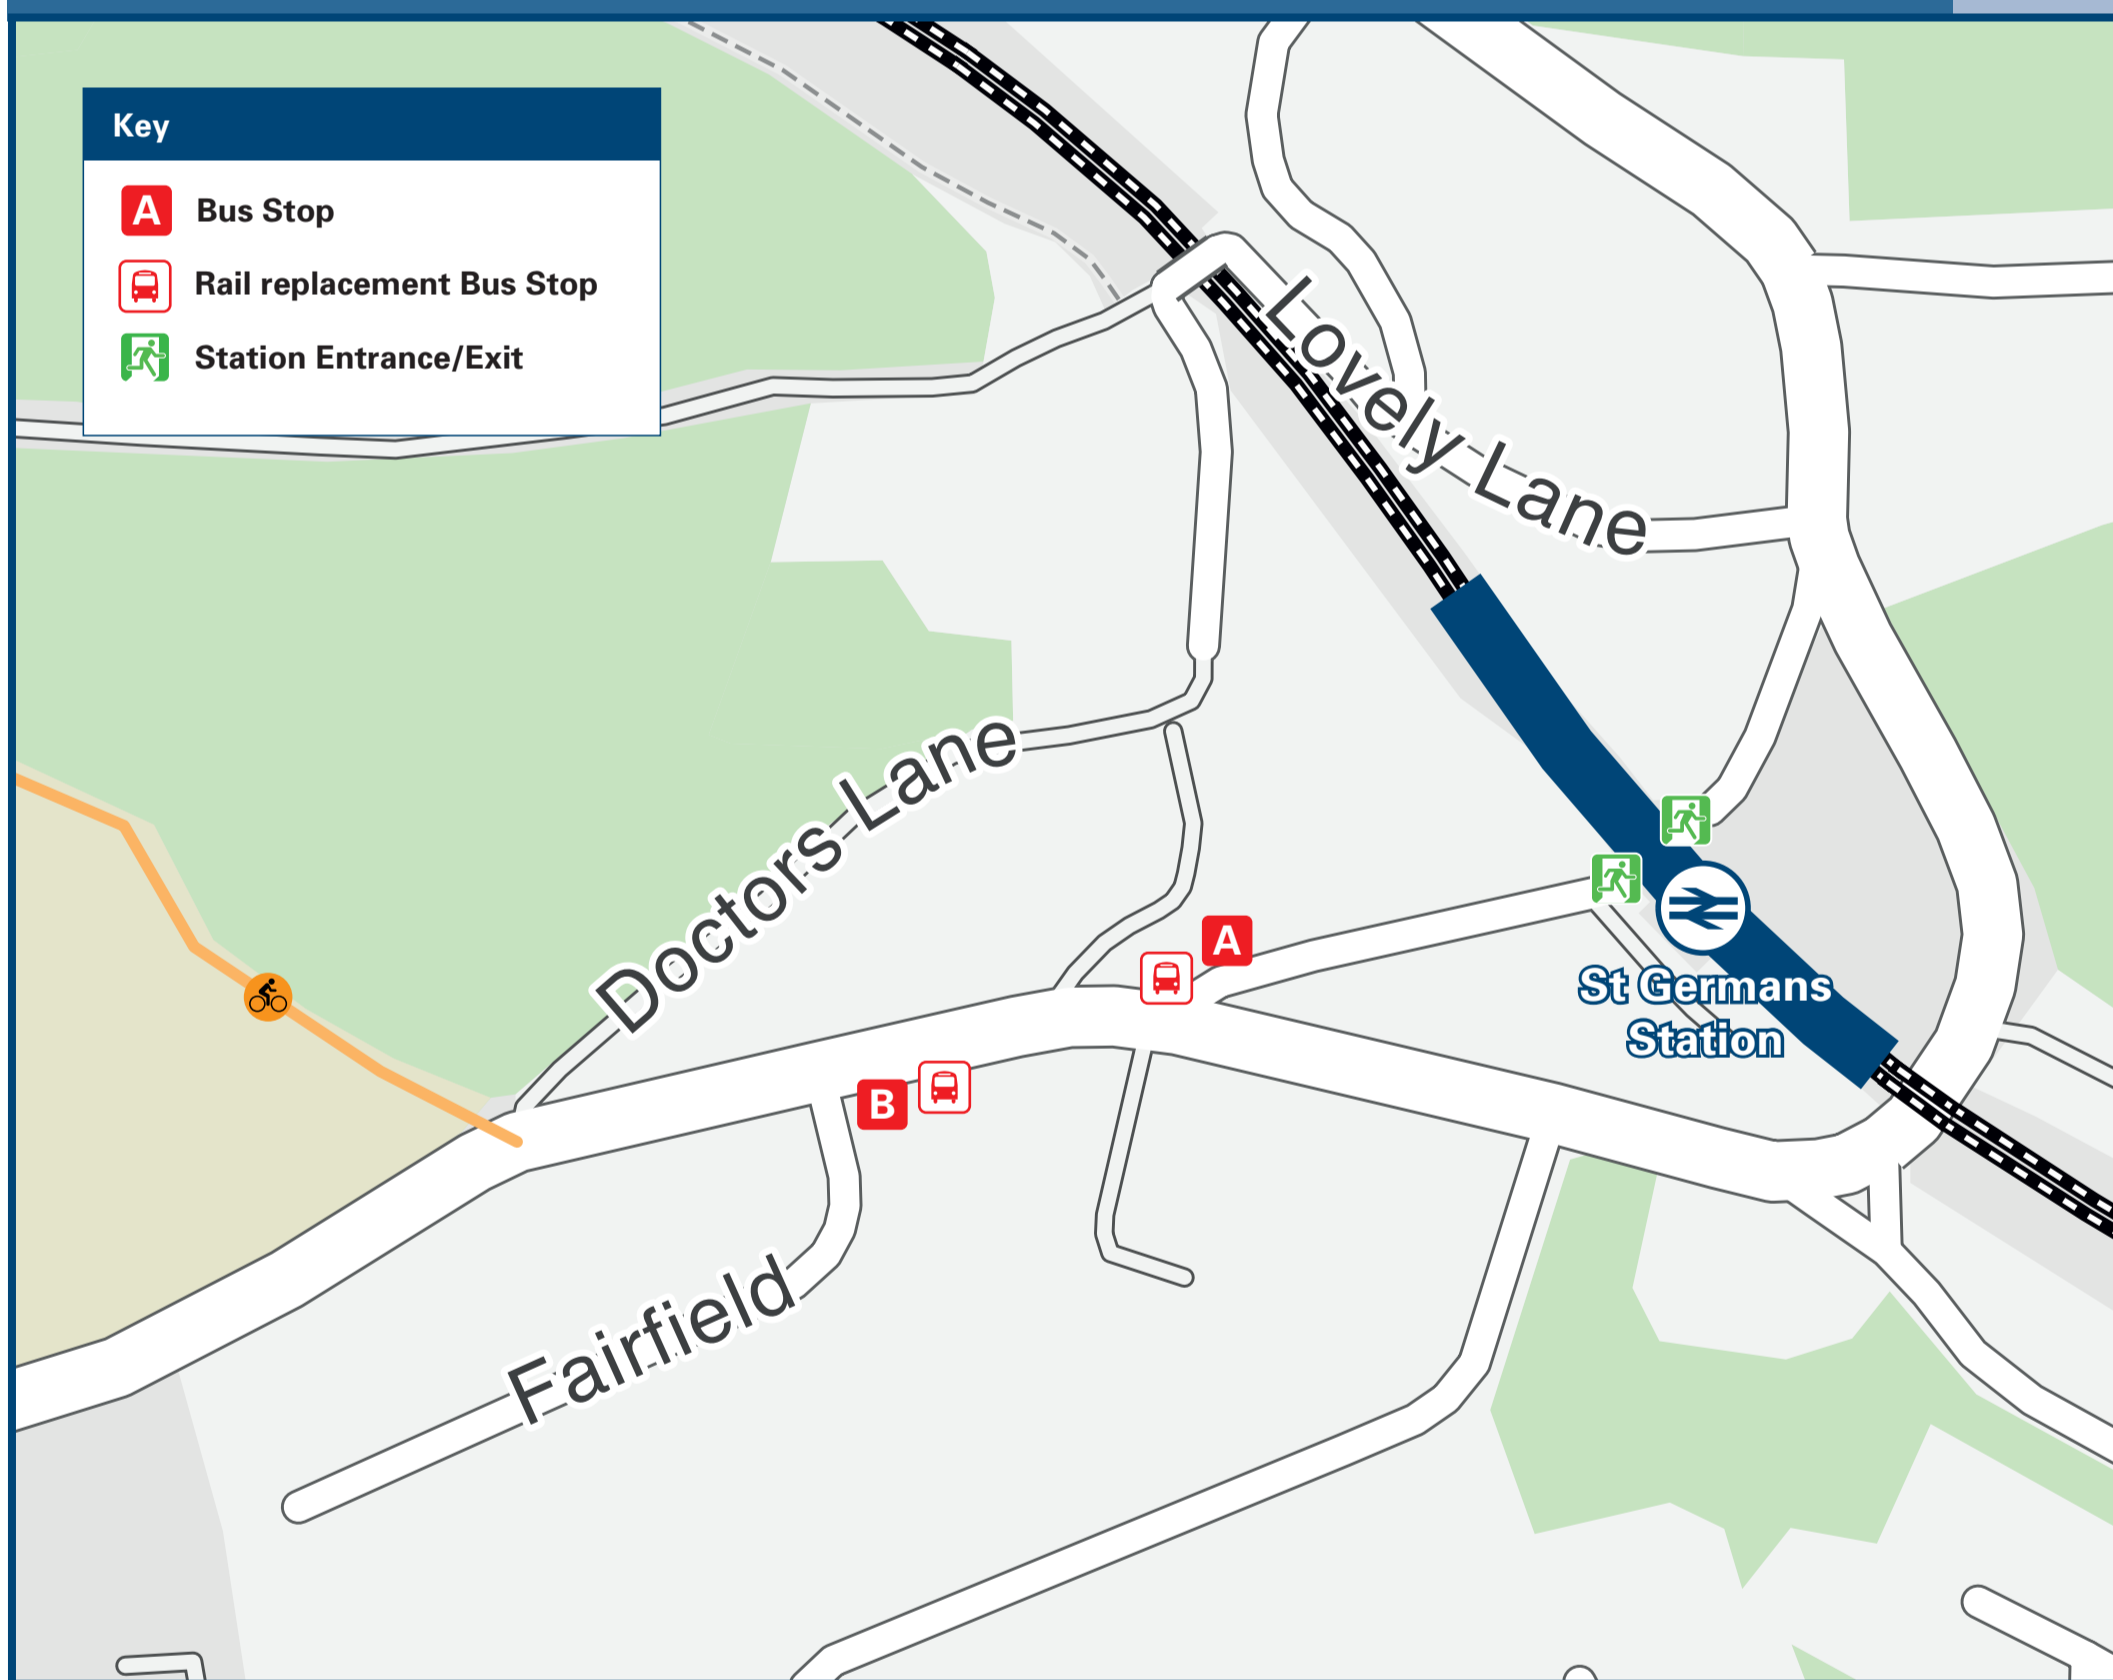 Key
A Bus Stop
Rail replacement Bus Stop
Station Entrance/Exit
Lovely Lane
Doctors Lane
A
St Germans
Station
B
Fairfield